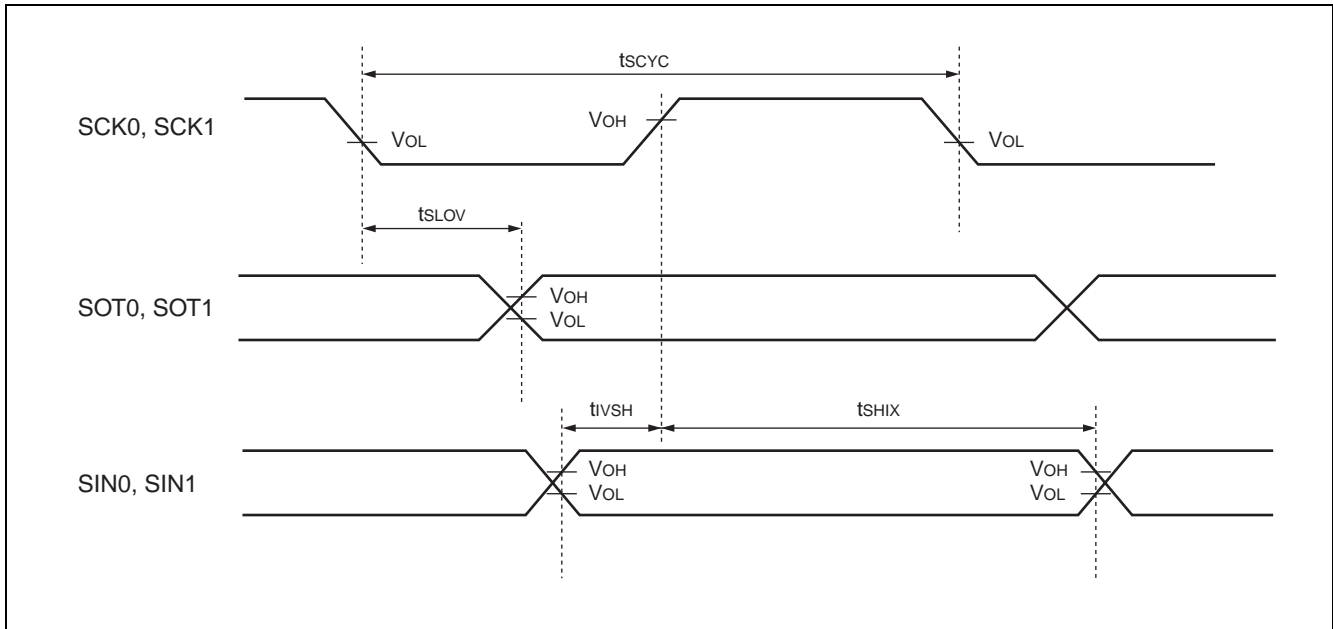 tSCYC
SCK0, SCK1
VOH
VOL
VOL
tSLOV
SOT0, SOT1
VOH
VOL
tIVSH
tSHIX
SIN0, SIN1
VOH
VOH
VOL
VOL